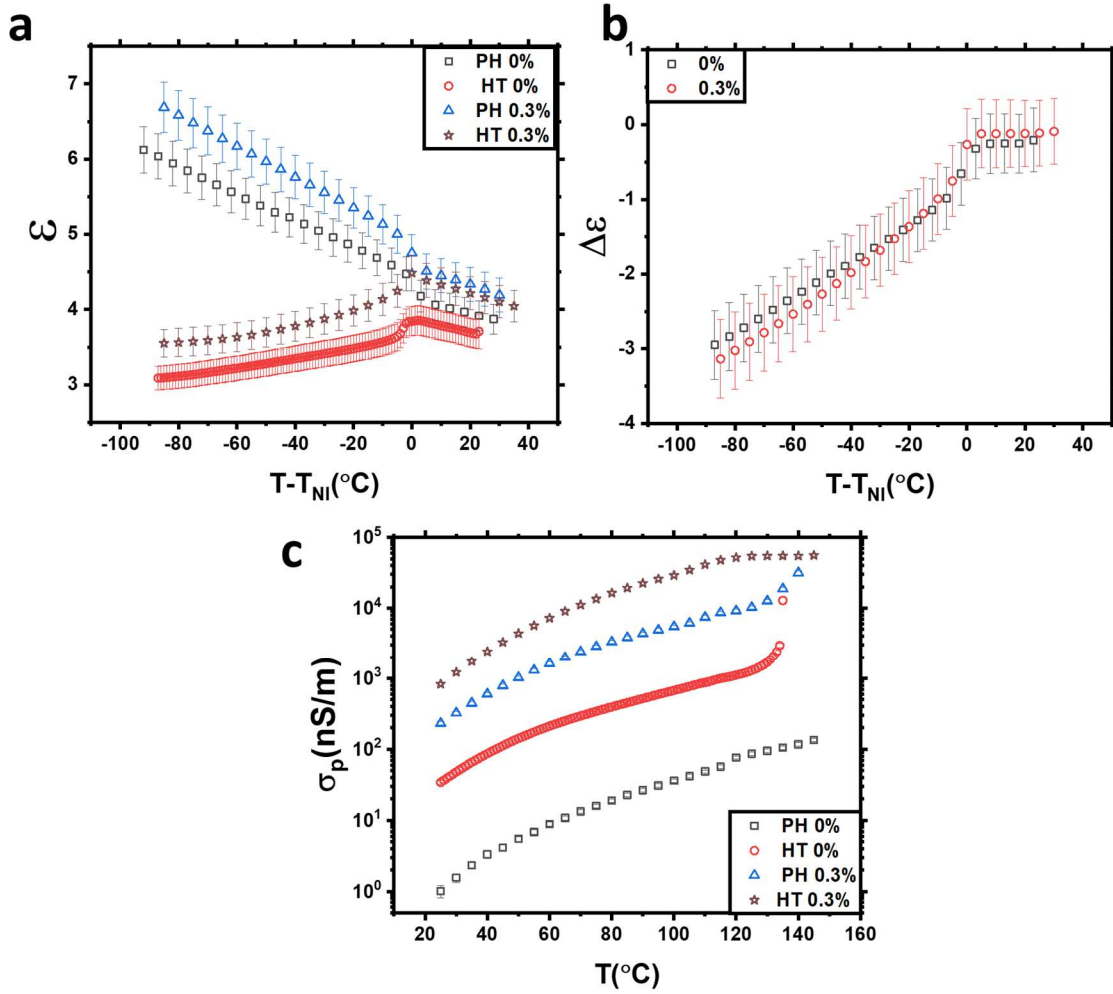 a
7
6
5
4
3
ε
-100 -80 -60 -40 -20 0 20 40
T-T_NI(°C)
PH 0%
HT 0%
PH 0.3%
HT 0.3%
b
1
0
-1
-2
-3
-4
Δε
-100 -80 -60 -40 -20 0 20 40
T-T_NI(°C)
0%
0.3%
c
10^5
10^4
10^3
10^2
10^1
10^0
σ_p(nS/m)
20 40 60 80 100 120 140 160
T(°C)
PH 0%
HT 0%
PH 0.3%
HT 0.3%